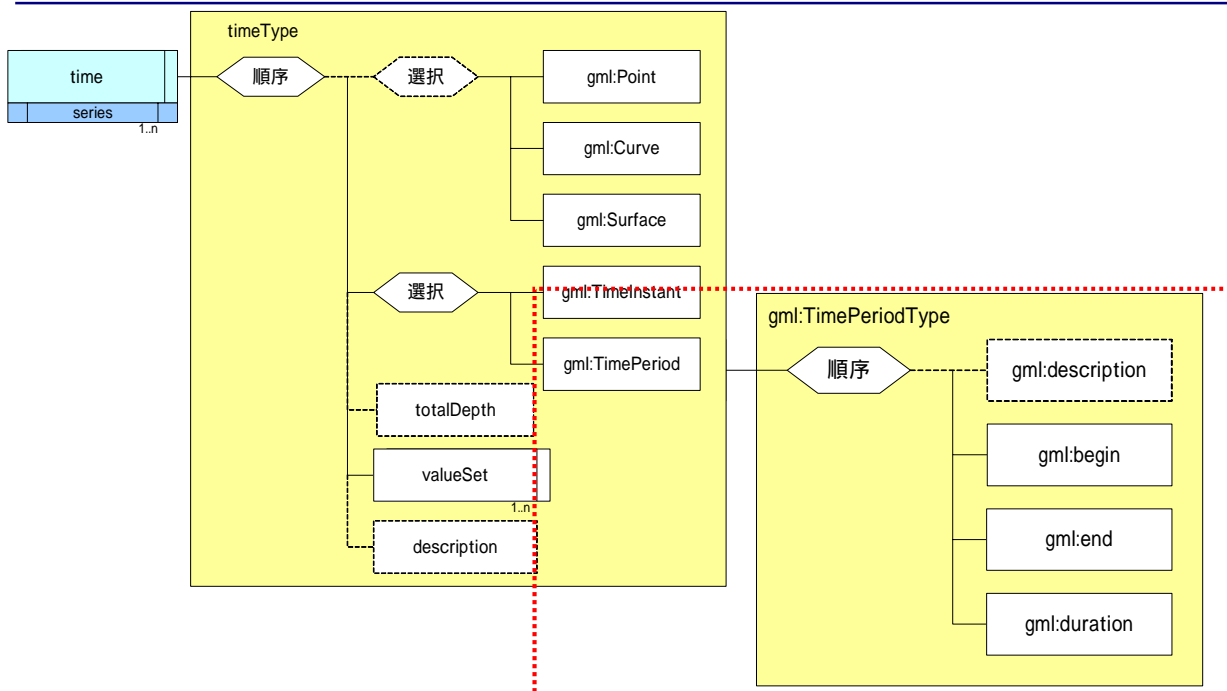 timeType
time
series
1..n
順序
選択
gml:Point
gml:Curve
gml:Surface
選択
gml:TimeInstant
gml:TimePeriod
totalDepth
valueSet
1..n
description
gml:TimePeriodType
順序
gml:description
gml:begin
gml:end
gml:duration